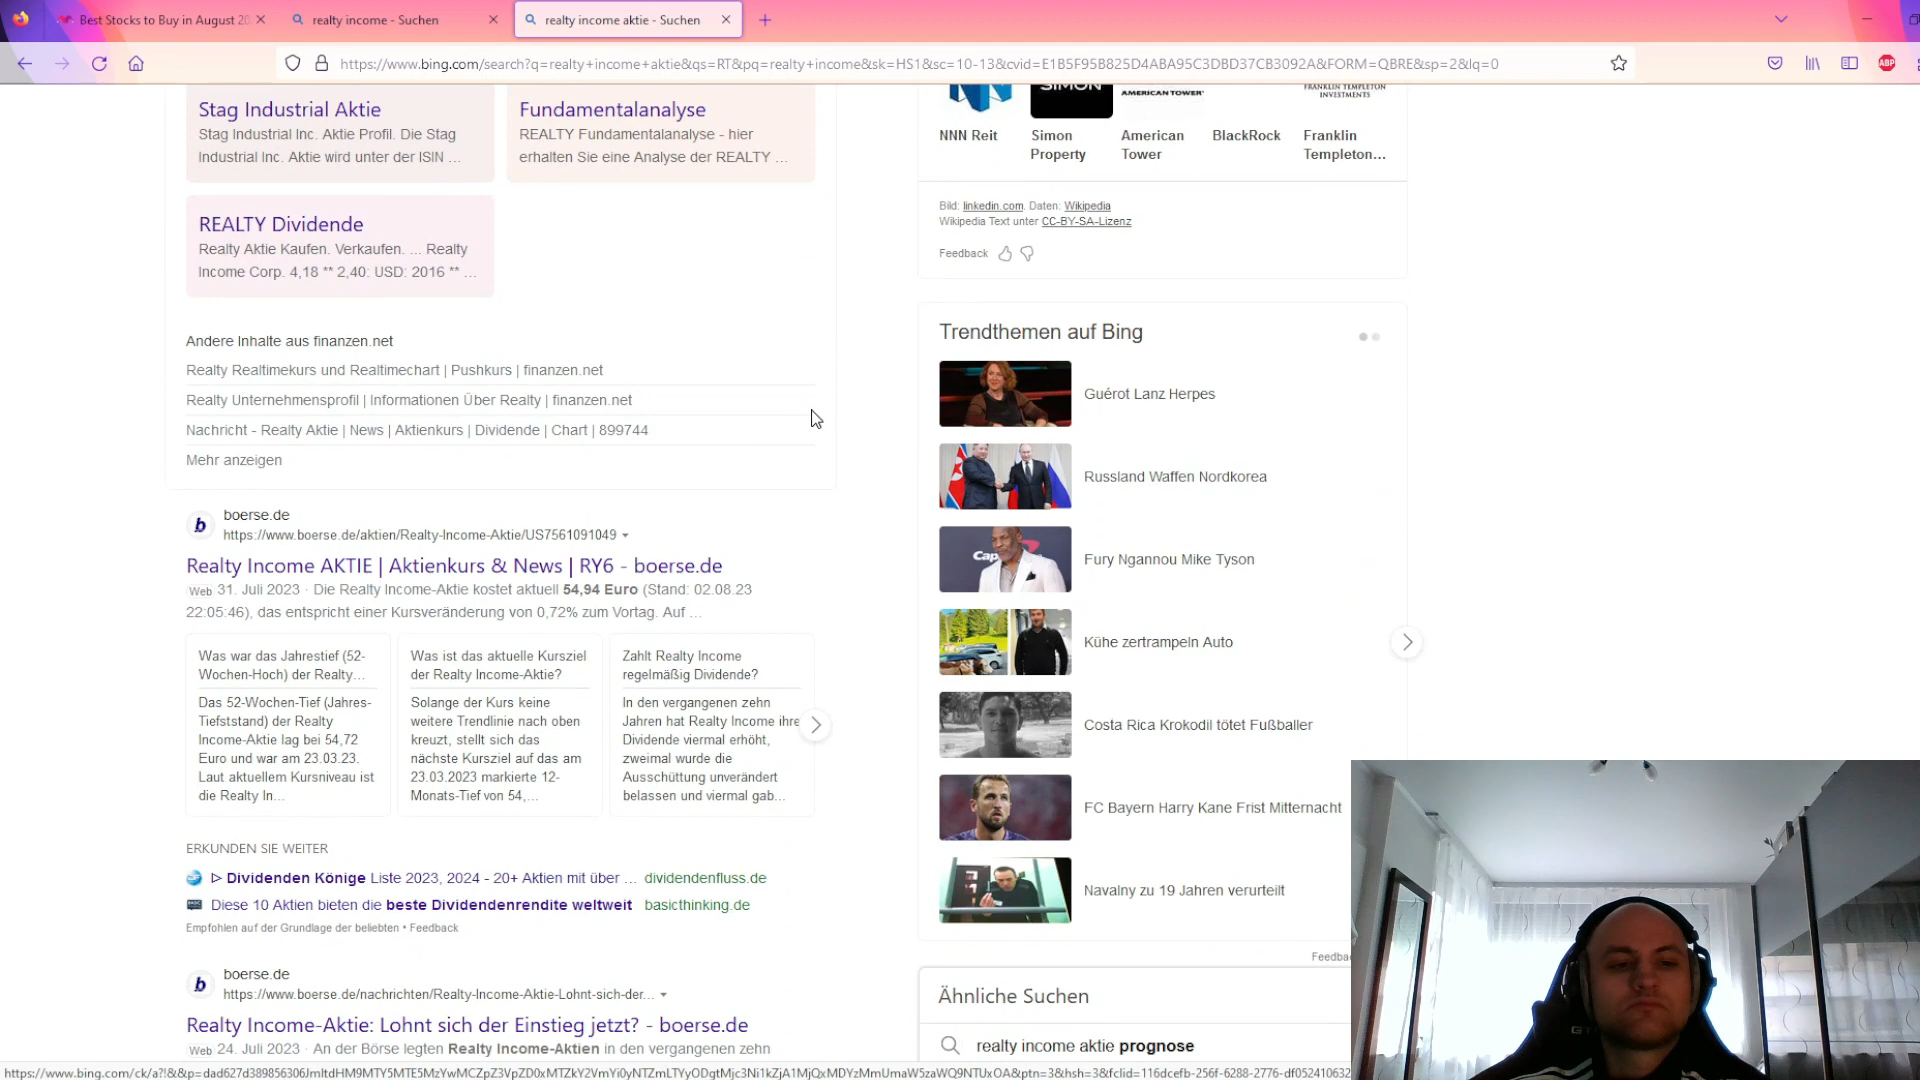 Best Stocks to Buy in August 20
realty income - Suchen
realty income aktie - Suchen
https://www.bing.com/search?q=realty+income+aktie&qs=RT&pq=realty+income&sk=HS1&sc=10-13&cvid=E1B5F95B825D4ABA95C3DBD37CB3092A&FORM=QBRE&sp=2&lq=0
ABP
Stag Industrial Aktie
Stag Industrial Inc. Aktie Profil. Die Stag
Industrial Inc. Aktie wird unter der ISIN ...
Fundamentalanalyse
REALTY Fundamentalanalyse - hier
erhalten Sie eine Analyse der REALTY ...
REALTY Dividende
Realty Aktie Kaufen. Verkaufen. ... Realty
Income Corp. 4,18 ** 2,40: USD: 2016 ** ...
Andere Inhalte aus finanzen.net
Realty Realtimekurs und Realtimechart | Pushkurs | finanzen.net
Realty Unternehmensprofil | Informationen Über Realty | finanzen.net
Nachricht - Realty Aktie | News | Aktienkurs | Dividende | Chart | 899744
Mehr anzeigen
b
boerse.de
https://www.boerse.de/aktien/Realty-Income-Aktie/US7561091049
Realty Income AKTIE | Aktienkurs & News | RY6 - boerse.de
Web 31. Juli 2023 · Die Realty Income-Aktie kostet aktuell 54,94 Euro (Stand: 02.08.23
22:05:46), das entspricht einer Kursveränderung von 0,72% zum Vortag. Auf ...
Was war das Jahrestief (52-
Wochen-Hoch) der Realty...
Das 52-Wochen-Tief (Jahres-
Tiefststand) der Realty
Income-Aktie lag bei 54,72
Euro und war am 23.03.23.
Laut aktuellem Kursniveau ist
die Realty In...
Was ist das aktuelle Kursziel
der Realty Income-Aktie?
Solange der Kurs keine
weitere Trendlinie nach oben
kreuzt, stellt sich das
nächste Kursziel auf das am
23.03.2023 markierte 12-
Monats-Tief von 54,...
Zahlt Realty Income
regelmäßig Dividende?
In den vergangenen zehn
Jahren hat Realty Income ihre
Dividende viermal erhöht,
zweimal wurde die
Ausschüttung unverändert
belassen und viermal gab...
ERKUNDEN SIE WEITER
ᐅ Dividenden Könige Liste 2023, 2024 - 20+ Aktien mit über ... dividendenfluss.de
Diese 10 Aktien bieten die beste Dividendenrendite weltweit basicthinking.de
Empfohlen auf der Grundlage der beliebten • Feedback
b
boerse.de
https://www.boerse.de/nachrichten/Realty-Income-Aktie-Lohnt-sich-der...
Realty Income-Aktie: Lohnt sich der Einstieg jetzt? - boerse.de
Web 24. Juli 2023 · An der Börse legten Realty Income-Aktien in den vergangenen zehn
SIMON
AMERICAN TOWER
FRANKLIN TEMPLETON
INVESTMENTS
NNN Reit
Simon
Property
American
Tower
BlackRock
Franklin
Templeton...
Bild: linkedin.com. Daten: Wikipedia
Wikipedia Text unter CC-BY-SA-Lizenz
Feedback
Trendthemen auf Bing
Guérot Lanz Herpes
Russland Waffen Nordkorea
Fury Ngannou Mike Tyson
Kühe zertrampeln Auto
Costa Rica Krokodil tötet Fußballer
FC Bayern Harry Kane Frist Mitternacht
Navalny zu 19 Jahren verurteilt
Feedba
Ähnliche Suchen
realty income aktie prognose